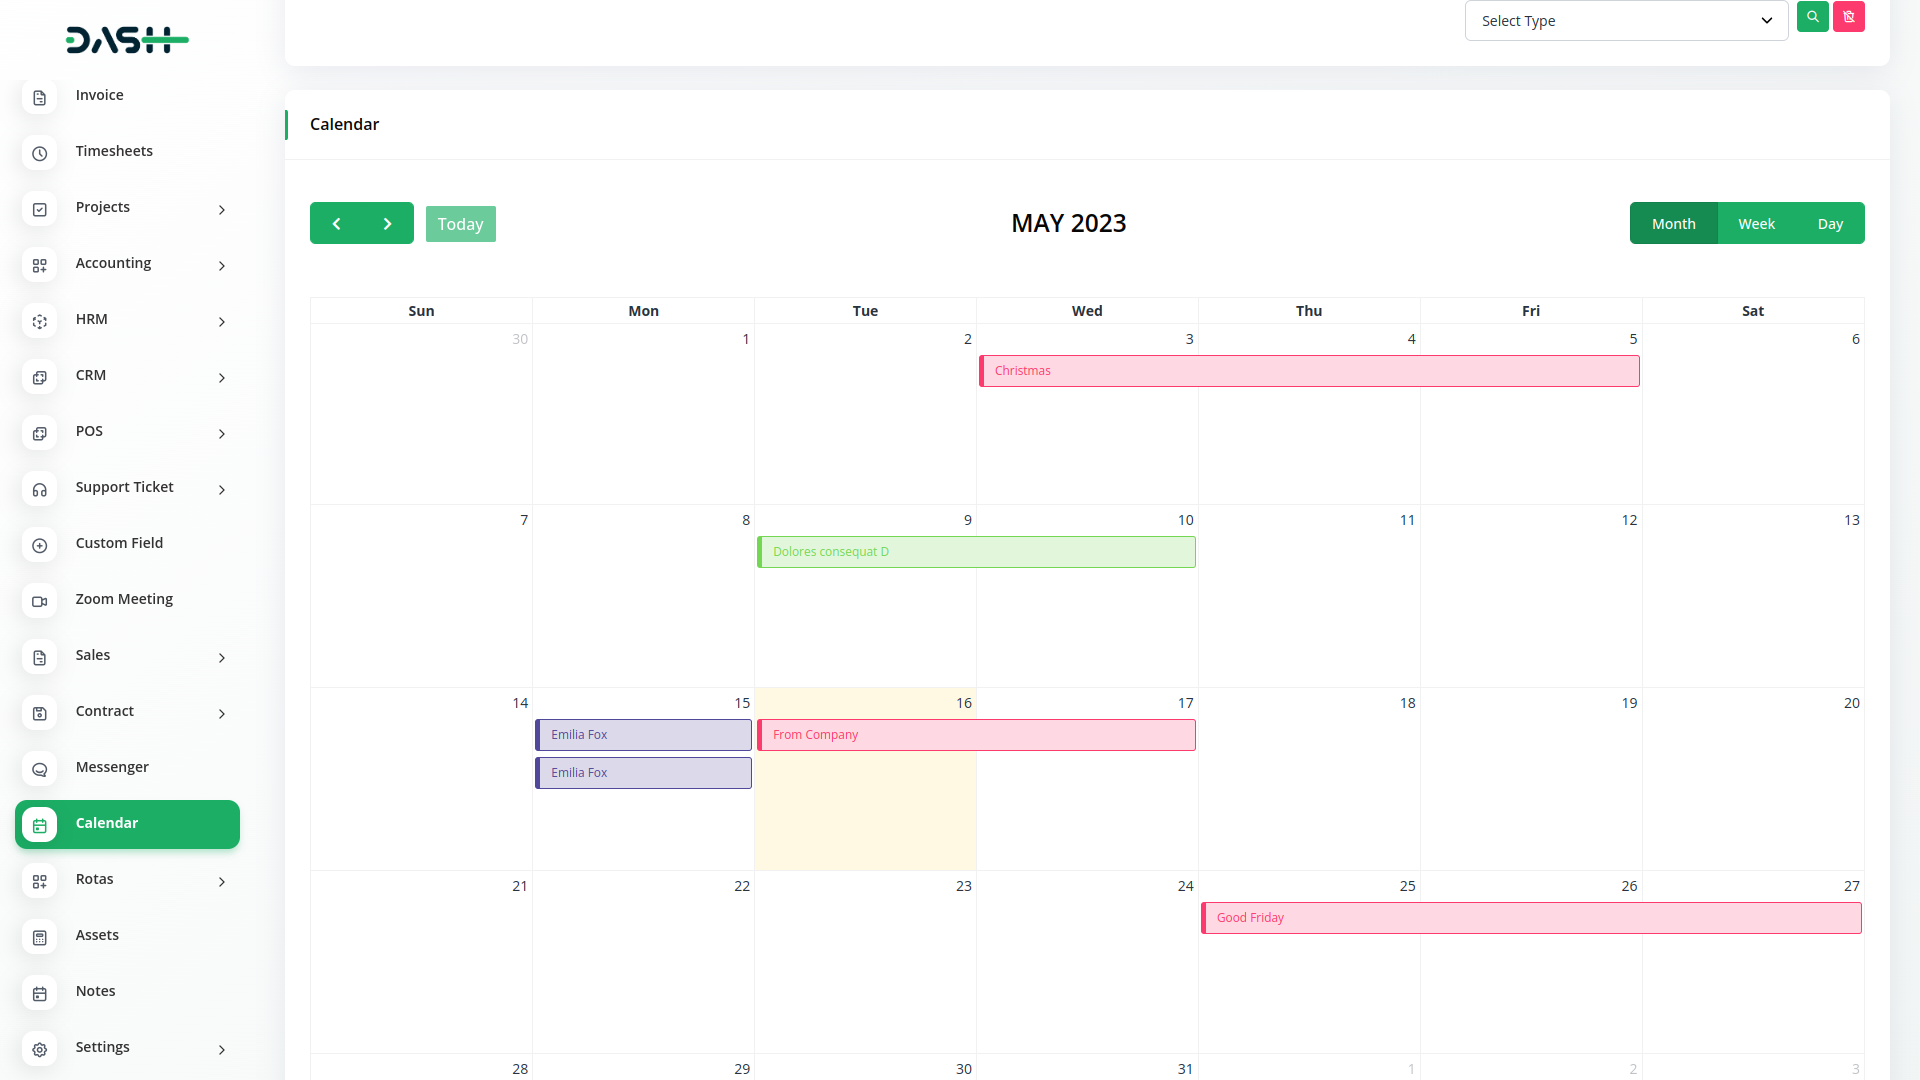 DASH
Invoice
Timesheets
Projects
Accounting
HRM
CRM
POS
Support Ticket
Custom Field
Zoom Meeting
Sales
Contract
Messenger
Calendar
Rotas
Assets
Notes
Settings
Select Type
Calendar
Today
MAY 2023
Month Week Day
Sun Mon Tue Wed Thu Fri Sat
30 1 2 3 4 5 6
Christmas
7 8 9 10 11 12 13
Dolores consequat D
14 15 16 17 18 19 20
Emilia Fox From Company
Emilia Fox
21 22 23 24 25 26 27
Good Friday
28 29 30 31 1 2 3